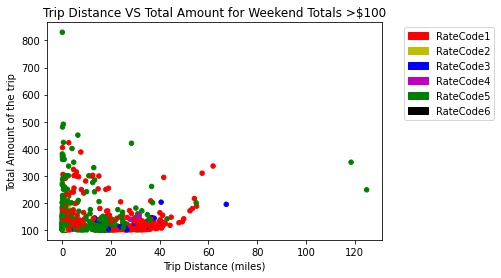 Trip Distance VS Total Amount for Weekend Totals >$100
800
700
600
500
400
300
200
100
Total Amount of the trip
0 20 40 60 80 100 120
Trip Distance (miles)
RateCode1
RateCode2
RateCode3
RateCode4
RateCode5
RateCode6